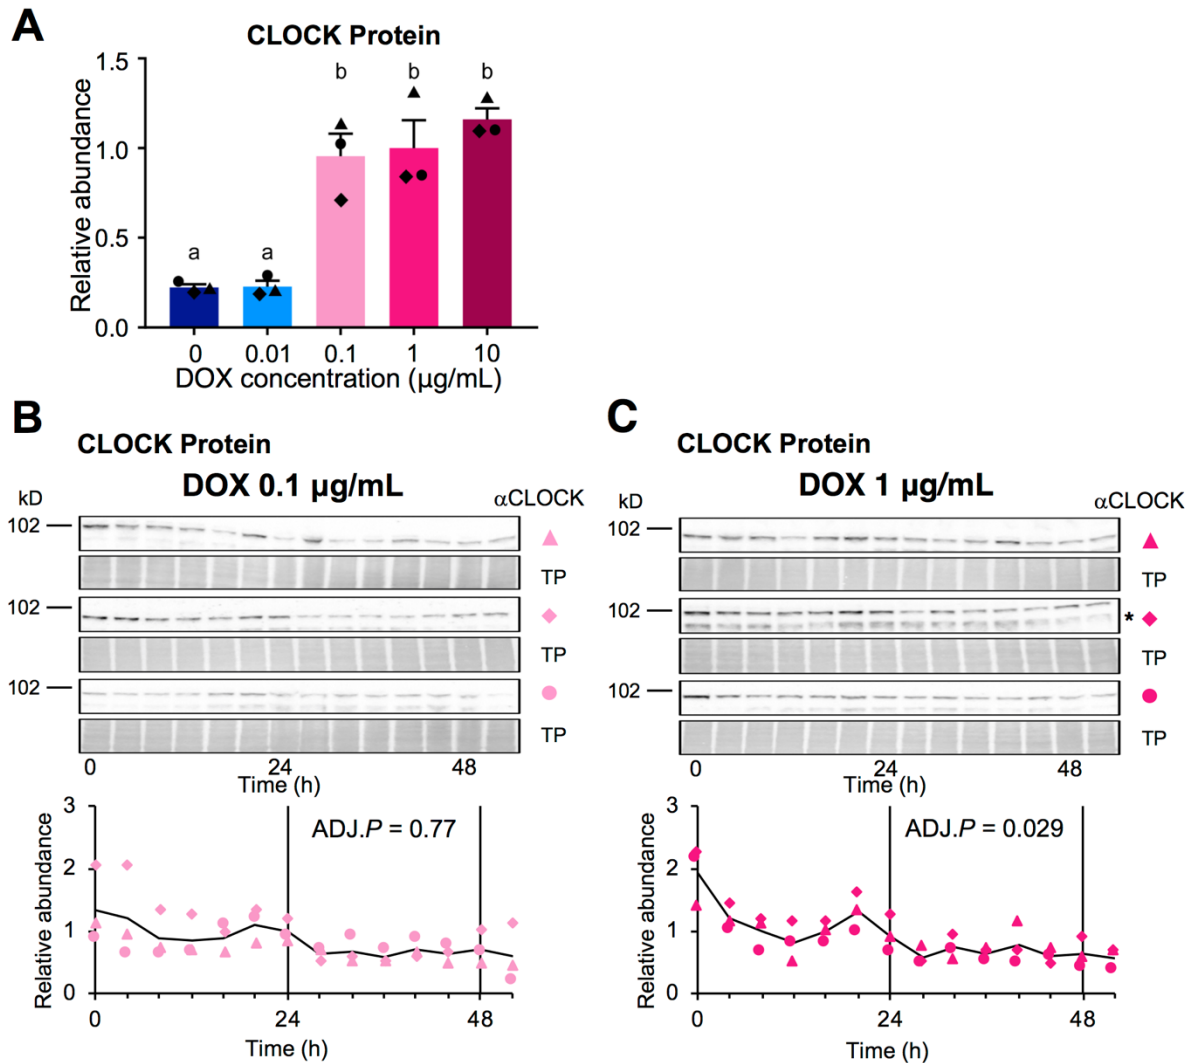 A
CLOCK Protein
Relative abundance
1.5
1.0
0.5
0.0
a a b b b
0 0.01 0.1 1 10
DOX concentration (μg/mL)
B
CLOCK Protein
DOX 0.1 μg/mL
kD
αCLOCK
102
TP
102
TP
102
TP
0 24 48
Time (h)
Relative abundance
3
2
1
0
ADJ.P = 0.77
0 24 48
Time (h)
C
CLOCK Protein
DOX 1 μg/mL
kD
αCLOCK
102
TP
102
*
TP
102
TP
0 24 48
Time (h)
Relative abundance
3
2
1
0
ADJ.P = 0.029
0 24 48
Time (h)